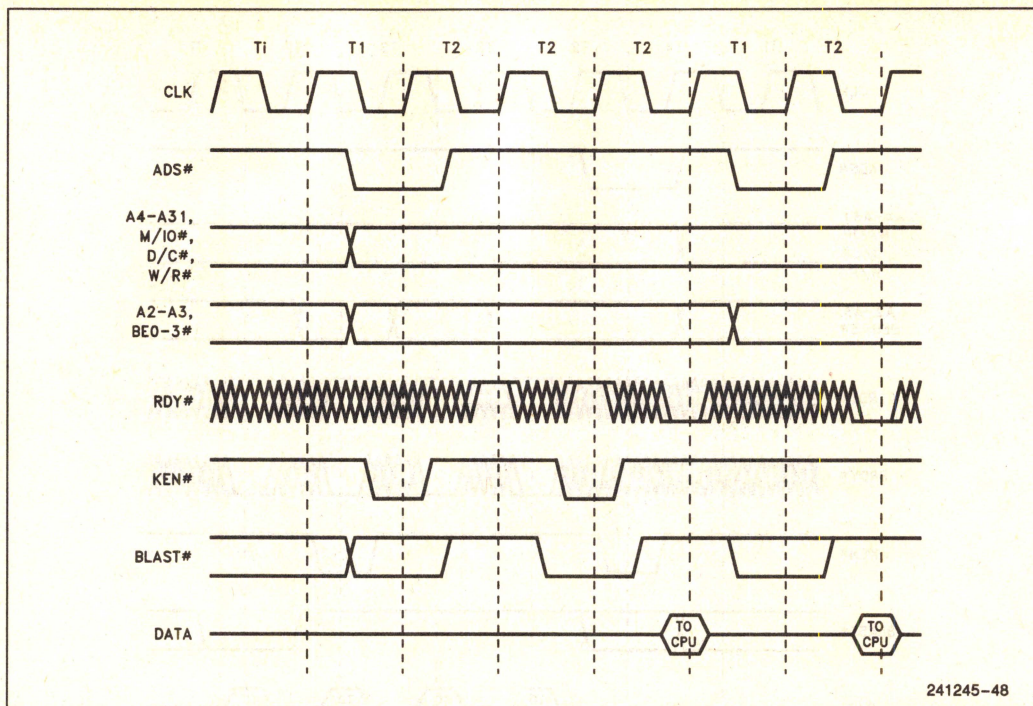 Ti T1 T2 T2 T2 T1 T2
CLK
ADS#
A4-A31,
M/IO#,
D/C#,
W/R#
A2-A3,
BE0-3#
RDY#
KEN#
BLAST#
DATA
TO
CPU
TO
CPU
241245-48